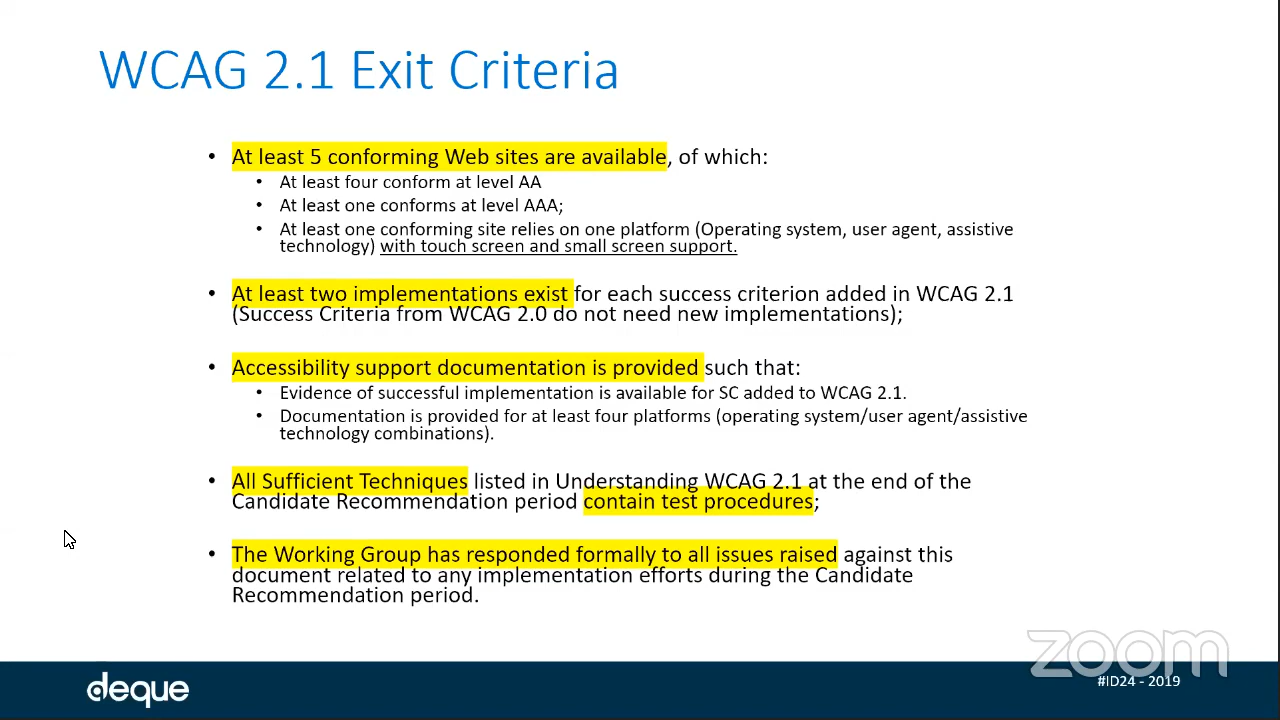 WCAG 2.1 Exit Criteria
• At least 5 conforming Web sites are available, of which:
• At least four conform at level AA
• At least one conforms at level AAA;
• At least one conforming site relies on one platform (Operating system, user agent, assistive
technology) with touch screen and small screen support.
• At least two implementations exist for each success criterion added in WCAG 2.1
(Success Criteria from WCAG 2.0 do not need new implementations);
• Accessibility support documentation is provided such that:
• Evidence of successful implementation is available for SC added to WCAG 2.1.
• Documentation is provided for at least four platforms (operating system/user agent/assistive
technology combinations).
• All Sufficient Techniques listed in Understanding WCAG 2.1 at the end of the
Candidate Recommendation period contain test procedures;
• The Working Group has responded formally to all issues raised against this
document related to any implementation efforts during the Candidate
Recommendation period.
zoom
deque
#ID24 - 2019